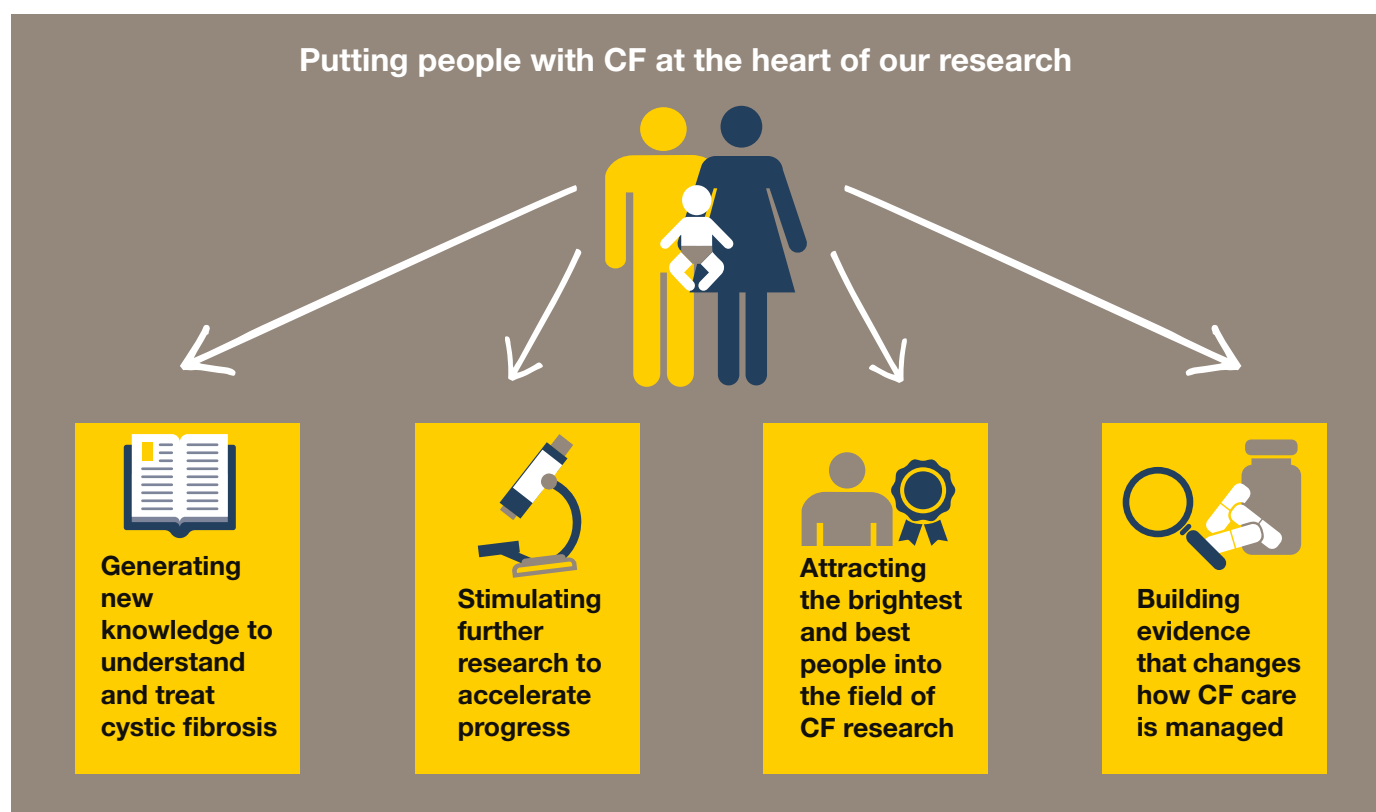 Putting people with CF at the heart of our research
Generating
new
knowledge to
understand
and treat
cystic fibrosis
Stimulating
further
research to
accelerate
progress
Attracting
the brightest
and best
people into
the field of
CF research
Building
evidence
that changes
how CF care
is managed